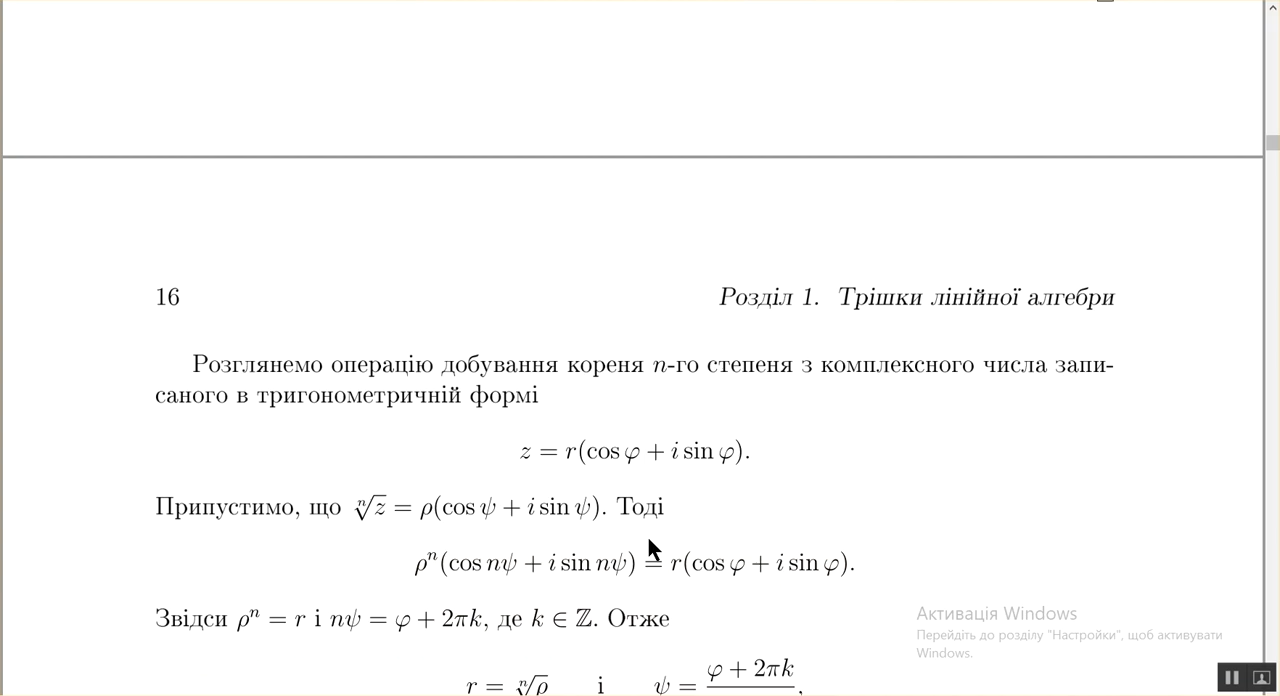 16 Розділ 1. Трішки лінійної алгебри
Розглянемо операцію добування кореня n-го степеня з комплексного числа запи-
саного в тригонометричній формі
z = r(cos φ + i sin φ).
Припустимо, що ⁿ√z = ρ(cos ψ + i sin ψ). Тоді
ρⁿ(cos nψ + i sin nψ) = r(cos φ + i sin φ).
Звідси ρⁿ = r і nψ = φ + 2πk, де k ∈ ℤ. Отже
r = ⁿ√ρ і ψ = φ + 2πk ,
Активація Windows
Перейдіть до розділу "Настройки", щоб активувати
Windows.